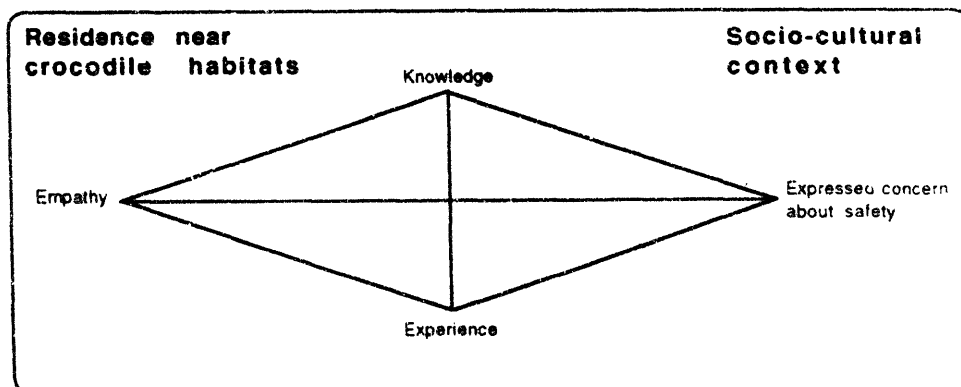 Residence near
crocodile habitats
Socio-cultural
context
Knowledge
Empathy
Expressed concern
about safety
Experience